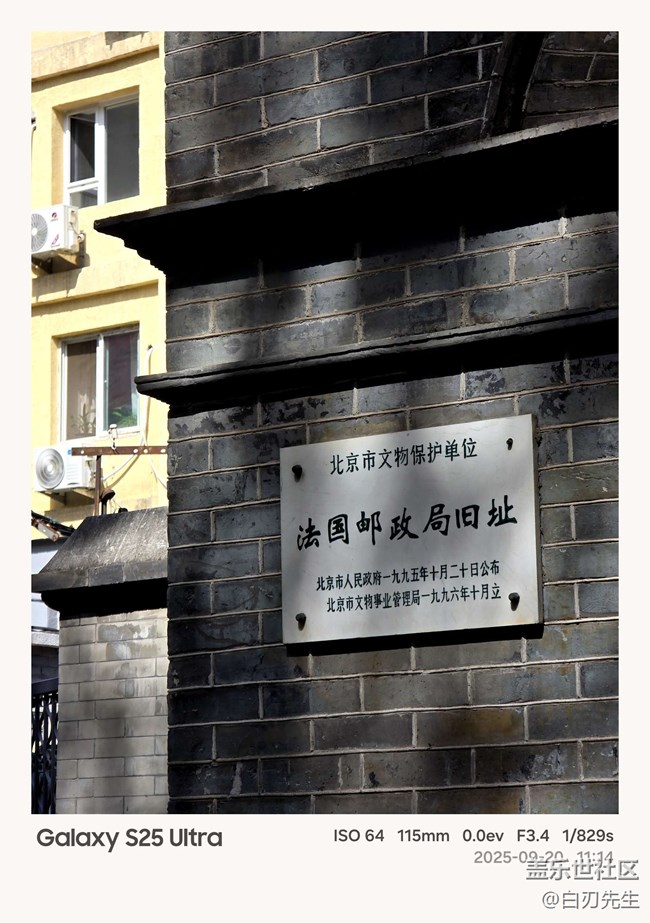 北京市文物保护单位
法国邮政局旧址
北京市人民政府一九九五年十月二十日公布
北京市文物事业管理局一九九六年十月立
Galaxy S25 Ultra
ISO 64 115mm 0.0ev F3.4 1/829s
2025-09-20 11:14
盖乐世社区
@白刃先生